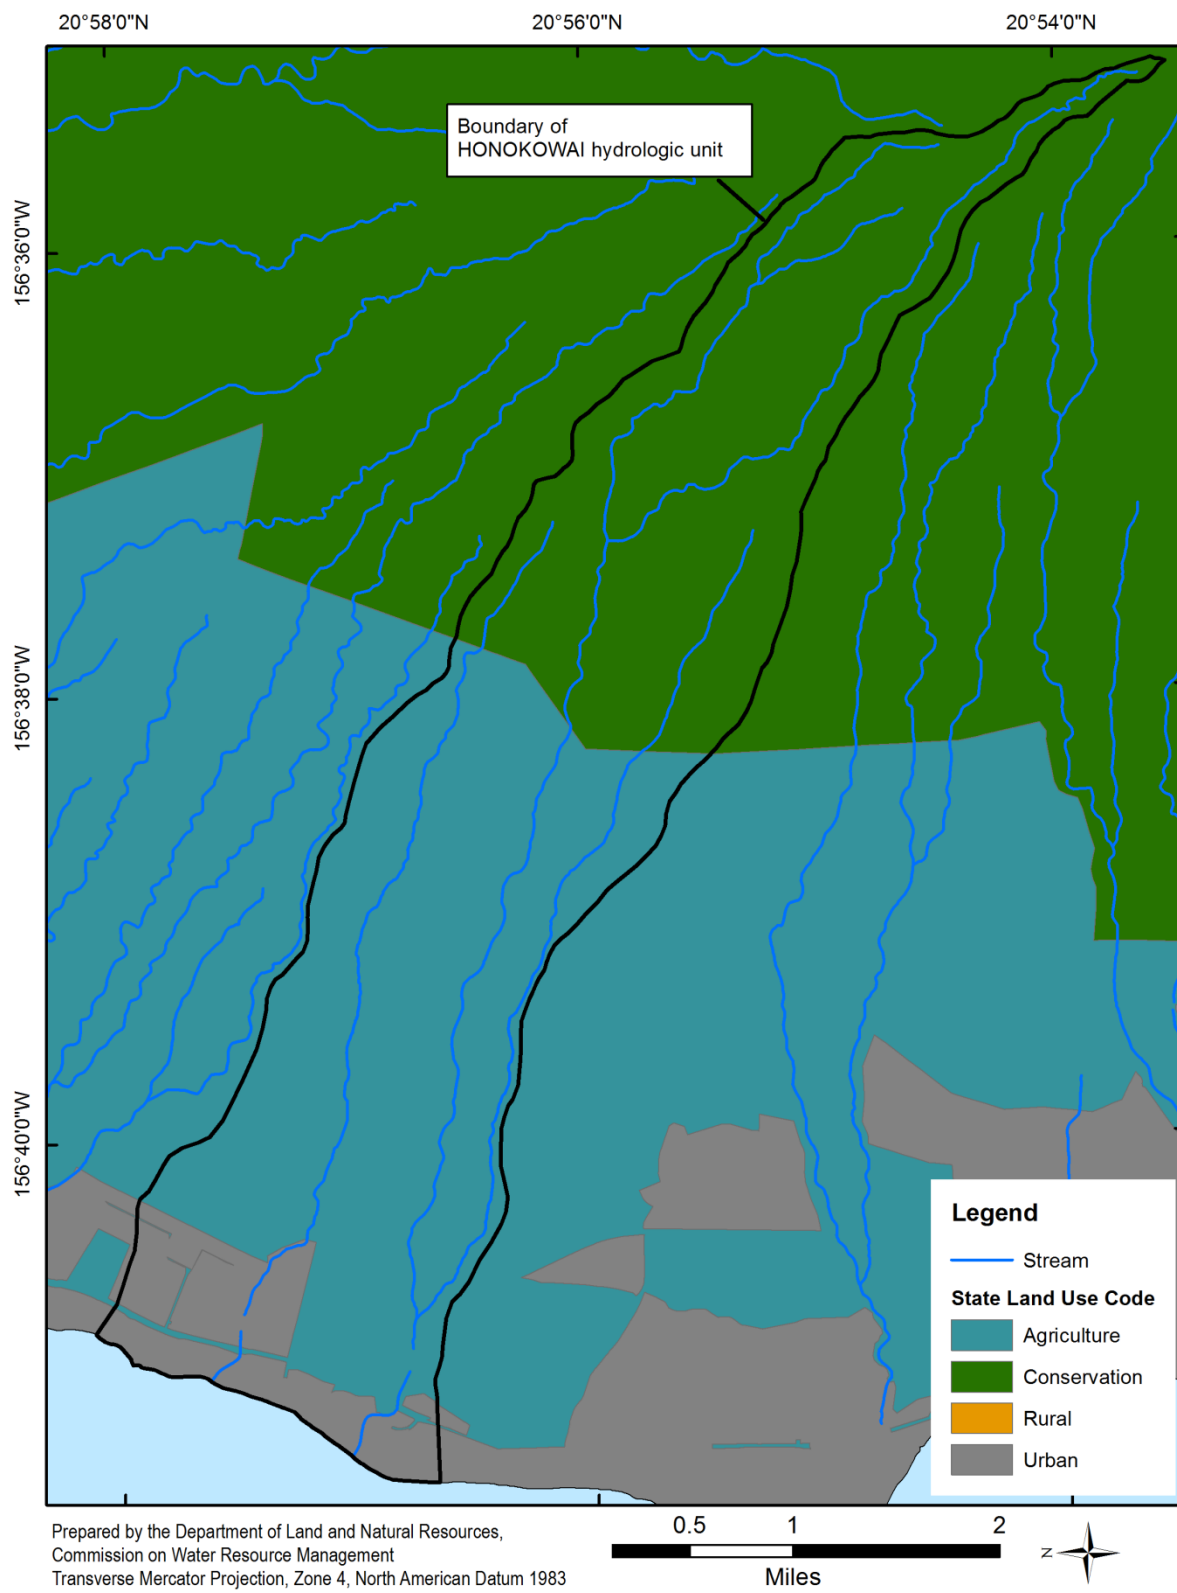 20°58'0"N
20°56'0"N
20°54'0"N
Boundary of
HONOKOWAI hydrologic unit
156°36'0"W
156°38'0"W
156°40'0"W
Legend
Stream
State Land Use Code
Agriculture
Conservation
Rural
Urban
Prepared by the Department of Land and Natural Resources,
Commission on Water Resource Management
Transverse Mercator Projection, Zone 4, North American Datum 1983
0.5 1 2
Miles
N